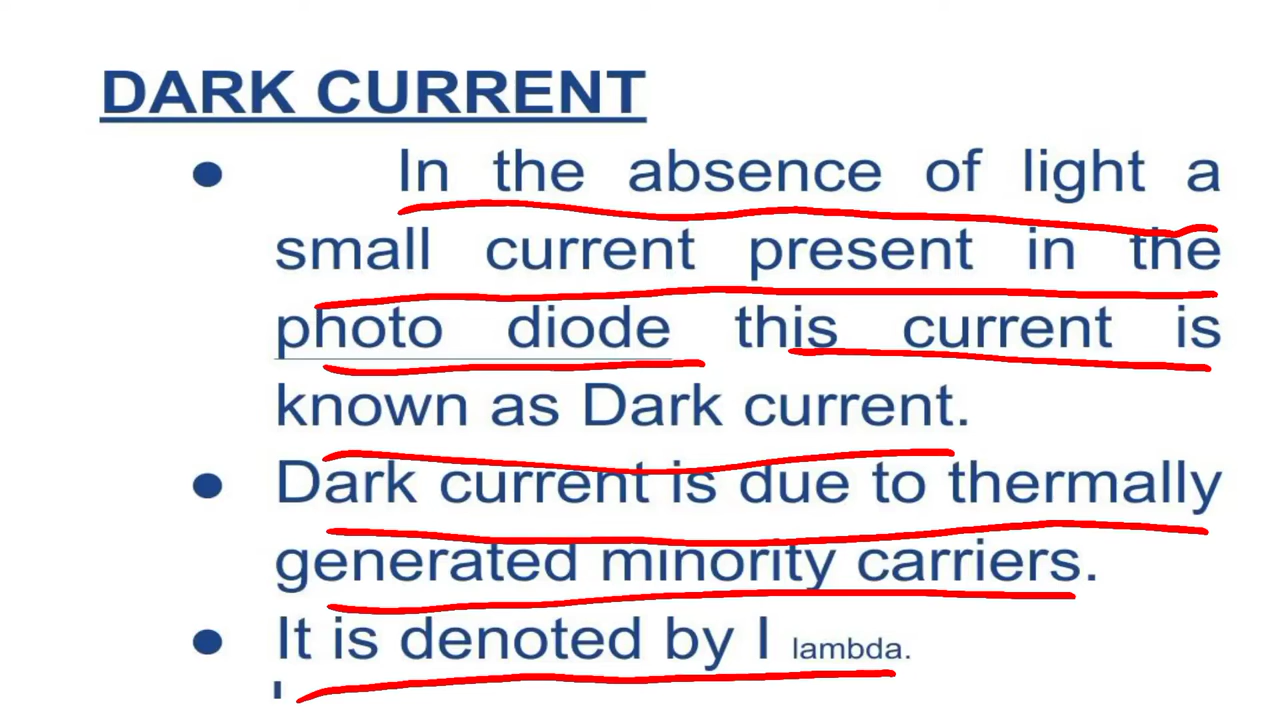 DARK CURRENT
● In the absence of light a
small current present in the
photo diode this current is
known as Dark current.
● Dark current is due to thermally
generated minority carriers.
● It is denoted by I lambda.